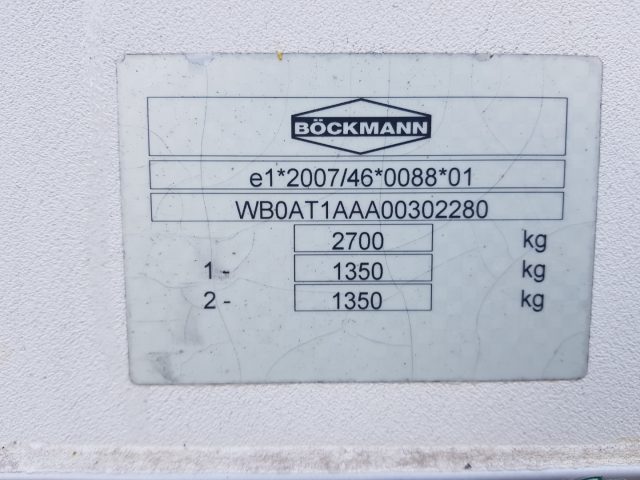 BÖCKMANN
e1*2007/46*0088*01
WB0AT1AAA00302280
2700 kg
1- 1350 kg
2- 1350 kg